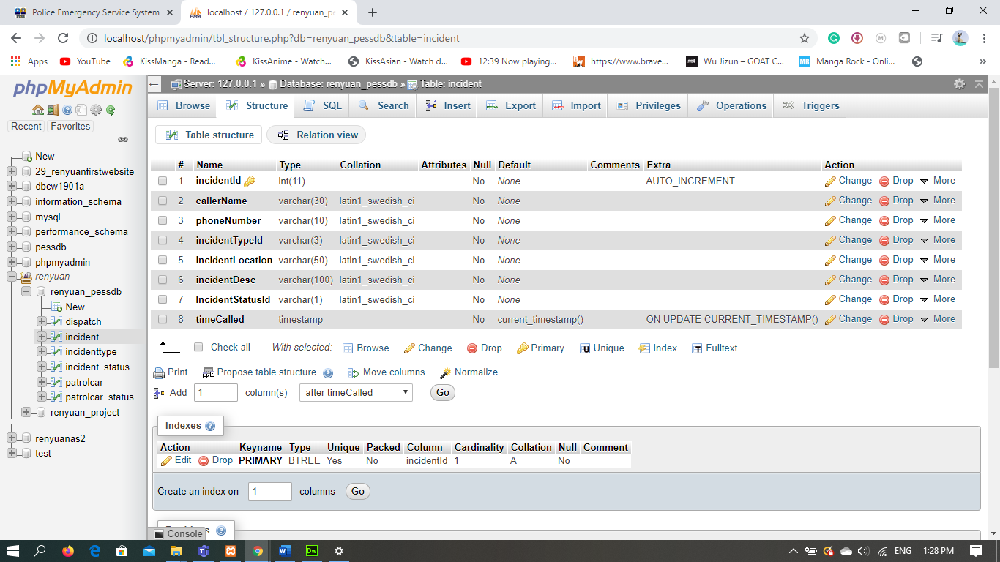 Police Emergency Service System
localhost / 127.0.0.1 / renyuan_pe
localhost/phpmyadmin/tbl_structure.php?db=renyuan_pessdb&table=incident
Apps YouTube KissManga - Read... KissAnime - Watch... KissAsian - Watch d... 12:39 Now playing... https://www.brave... Wu Jizun – GOAT C... Manga Rock - Onli... »
phpMyAdmin
Recent Favorites
New
29_renyuanfirstwebsite
dbcw1901a
information_schema
mysql
performance_schema
pessdb
phpmyadmin
renyuan
renyuan_pessdb
New
dispatch
incident
incidenttype
incident_status
patrolcar
patrolcar_status
renyuan_project
renyuanas2
test
Server: 127.0.0.1 » Database: renyuan_pessdb » Table: incident
Browse Structure SQL Search Insert Export Import Privileges Operations Triggers
Table structure Relation view
# Name Type Collation Attributes Null Default Comments Extra Action
1 incidentId int(11) No None AUTO_INCREMENT Change Drop More
2 callerName varchar(30) latin1_swedish_ci No None Change Drop More
3 phoneNumber varchar(10) latin1_swedish_ci No None Change Drop More
4 incidentTypeId varchar(3) latin1_swedish_ci No None Change Drop More
5 incidentLocation varchar(50) latin1_swedish_ci No None Change Drop More
6 incidentDesc varchar(100) latin1_swedish_ci No None Change Drop More
7 IncidentStatusId varchar(1) latin1_swedish_ci No None Change Drop More
8 timeCalled timestamp No current_timestamp() ON UPDATE CURRENT_TIMESTAMP() Change Drop More
Check all With selected: Browse Change Drop Primary Unique Index Fulltext
Print Propose table structure Move columns Normalize
Add 1 column(s) after timeCalled Go
Indexes
Action Keyname Type Unique Packed Column Cardinality Collation Null Comment
Edit Drop PRIMARY BTREE Yes No incidentId 1 A No
Create an index on 1 columns Go
Console
ENG 1:28 PM